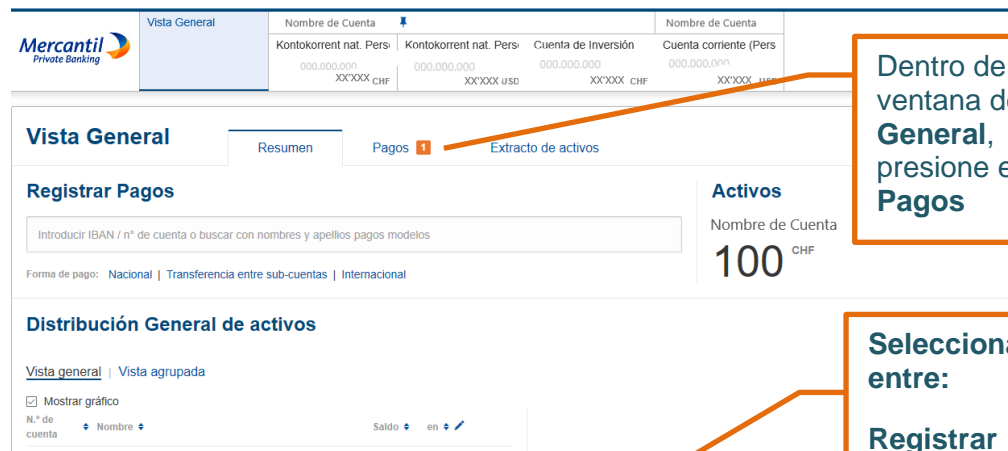 Mercantil
Private Banking
Vista General
Nombre de Cuenta
Nombre de Cuenta
Kontokorrent nat. Pers
Kontokorrent nat. Pers
Cuenta de Inversión
Cuenta corriente (Pers
000.000.000
000.000.000
000.000.000
000.000.000
XX'XXX CHF
XX'XXX USD
XX'XXX CHF
XX'XXX USD
Vista General
Resumen
Pagos 1
Extracto de activos
Registrar Pagos
Introducir IBAN / n° de cuenta o buscar con nombres y apellios pagos modelos
Forma de pago: Nacional | Transferencia entre sub-cuentas | Internacional
Activos
Nombre de Cuenta
100 CHF
Dentro de
ventana d
General,
presione e
Pagos
Distribución General de activos
Vista general | Vista agrupada
Mostrar gráfico
N.º de
cuenta
Nombre
Saldo
en
Selecciona
entre:
Registrar